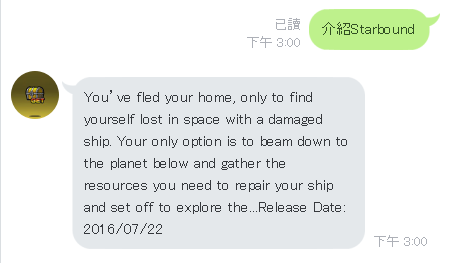 已讀
下午 3:00
介紹Starbound
You've fled your home, only to find
yourself lost in space with a damaged
ship. Your only option is to beam down to
the planet below and gather the
resources you need to repair your ship
and set off to explore the...Release Date:
2016/07/22
下午 3:00